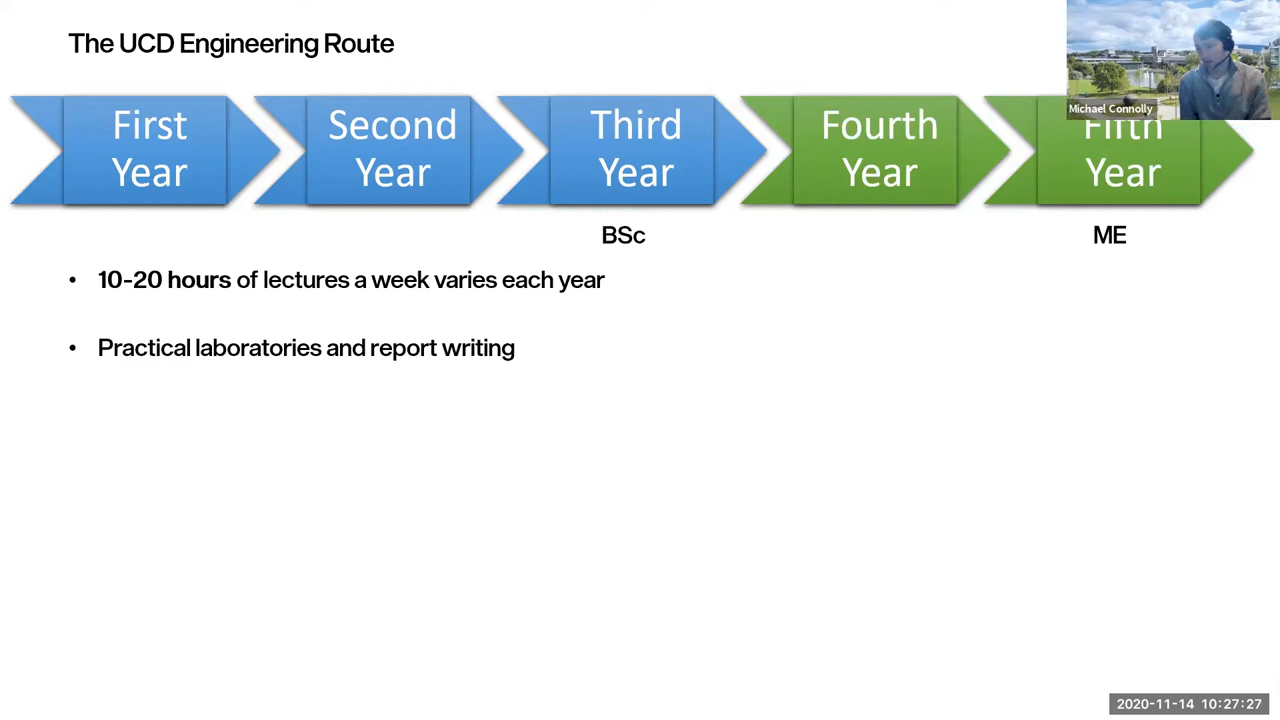 The UCD Engineering Route
Michael Connolly
First
Year
Second
Year
Third
Year
Fourth
Year
Fifth
Year
BSc
ME
• 10-20 hours of lectures a week varies each year
• Practical laboratories and report writing
2020-11-14 10:27:27